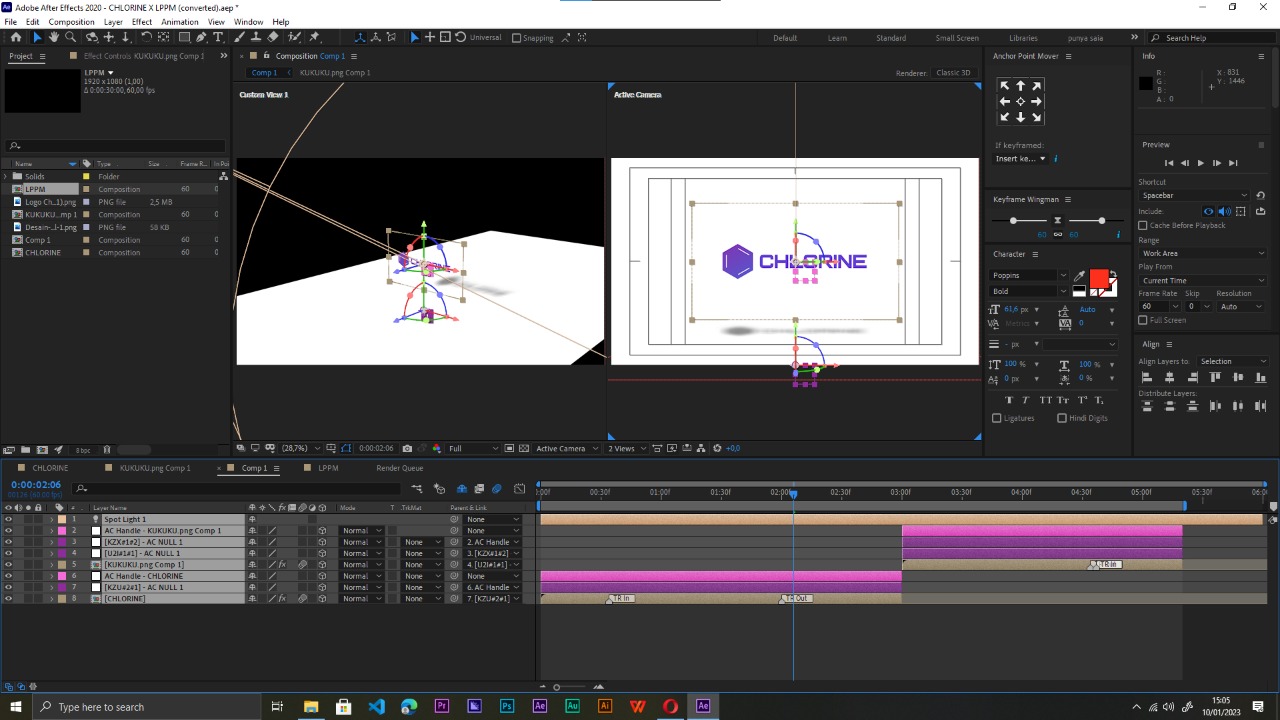 Adobe After Effects 2020 - CHLORINE X LPPM (converted).aep *
File Edit Composition Layer Effect Animation View Window Help
Universal Snapping Default Learn Standard Small Screen Libraries punya saia Search Help
Project Effect Controls KUKUKU.png Comp 1
LPPM
1920 x 1080 (1,00)
Δ 0:00:30:00, 60,00 fps
Name Type Size Frame R... In Poi
Solids Folder
LPPM Composition 60 0
Logo Ch...1).png PNG file 2,5 MB
KUKUKU...mp 1 Composition 60 0
Desain-...l-1.png PNG file 58 KB
Comp 1 Composition 60 0
CHLORINE Composition 60 0
8 bpc
Composition Comp 1
Comp 1 KUKUKU.png Comp 1
Renderer: Classic 3D
Custom View 1
Active Camera
CHLORINE
CHLORINE
(28,7%) 0:00:02:06 Full Active Camera 2 Views +0,0
Anchor Point Mover
If keyframed:
Insert ke...
Keyframe Wingman
60 60
Character
Poppins
Bold
61,6 px Auto
Metrics 0
- px
100 % 100 %
0 px 0 %
T T TT Tt T
Ligatures Hindi Digits
Info
R : X : 831
G : Y : 1446
B :
A : 0
Preview
Shortcut
Spacebar
Include:
Cache Before Playback
Range
Work Area
Play From
Current Time
Frame Rate Skip Resolution
60 0 Auto
Full Screen
Align
Align Layers to: Selection
Distribute Layers:
CHLORINE KUKUKU.png Comp 1 Comp 1 LPPM Render Queue
0:00:02:06
00126 (60.00 fps)
:00f 00:30f 01:00f 01:30f 02:00f 02:30f 03:00f 03:30f 04:00f 04:30f 05:00f 05:30f 06:00
# Layer Name Mode T .TrkMat Parent & Link
1 Spot Light 1 None
2 AC Handle - KUKUKU.png Comp 1 Normal None
3 [KZX#1#2] - AC NULL 1 Normal None 2. AC Handle
4 [U2I#1#1] - AC NULL 1 Normal None 3. [KZX#1#2]
5 [KUKUKU.png Comp 1] Normal None 4. [U2I#1#1]
TR In
6 AC Handle - CHLORINE Normal None None
7 [KZU#2#1] - AC NULL 1 Normal None 6. AC Handle
8 [CHLORINE] Normal None 7. [KZU#2#1]
TR In TR Out
Type here to search
15:05
10/01/2023